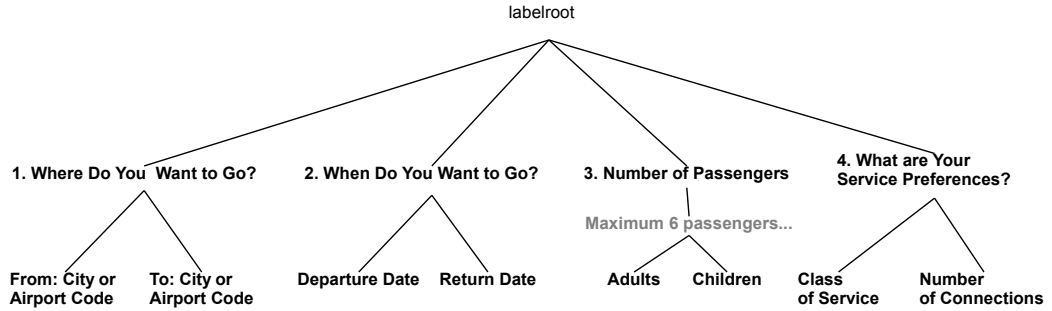 labelroot
1. Where Do You Want to Go?
2. When Do You Want to Go?
3. Number of Passengers
4. What are Your
Service Preferences?
Maximum 6 passengers...
From: City or
Airport Code
To: City or
Airport Code
Departure Date
Return Date
Adults
Children
Class
of Service
Number
of Connections